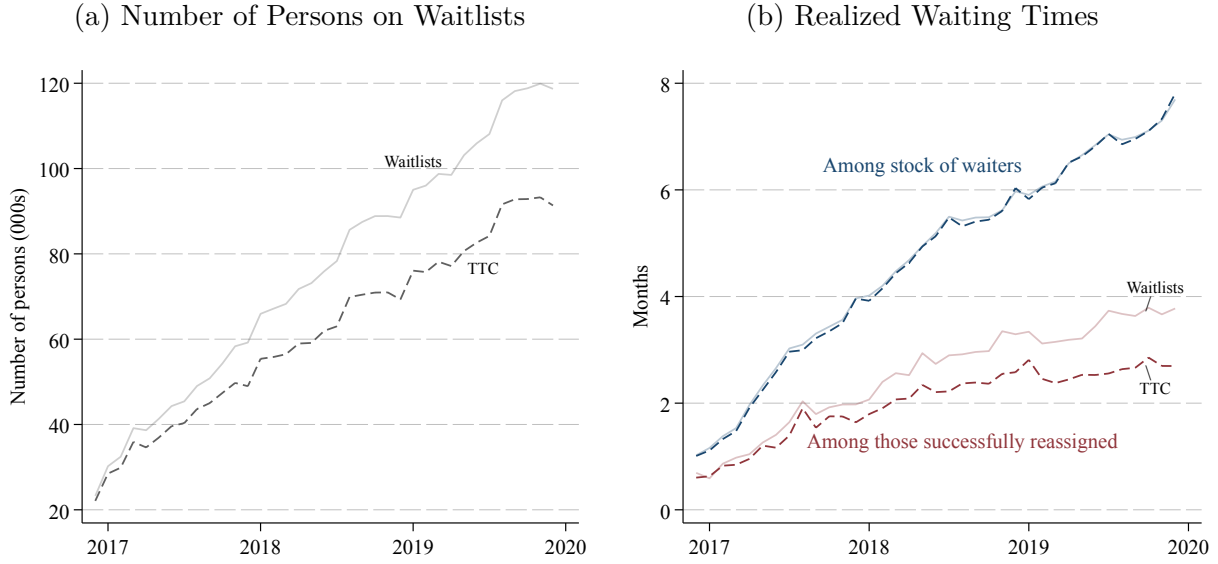 (a) Number of Persons on Waitlists
Number of persons (000s)
120
100
80
60
40
20
Waitlists
TTC
2017
2018
2019
2020
(b) Realized Waiting Times
Months
8
6
4
2
0
Among stock of waiters
Waitlists
TTC
Among those successfully reassigned
2017
2018
2019
2020